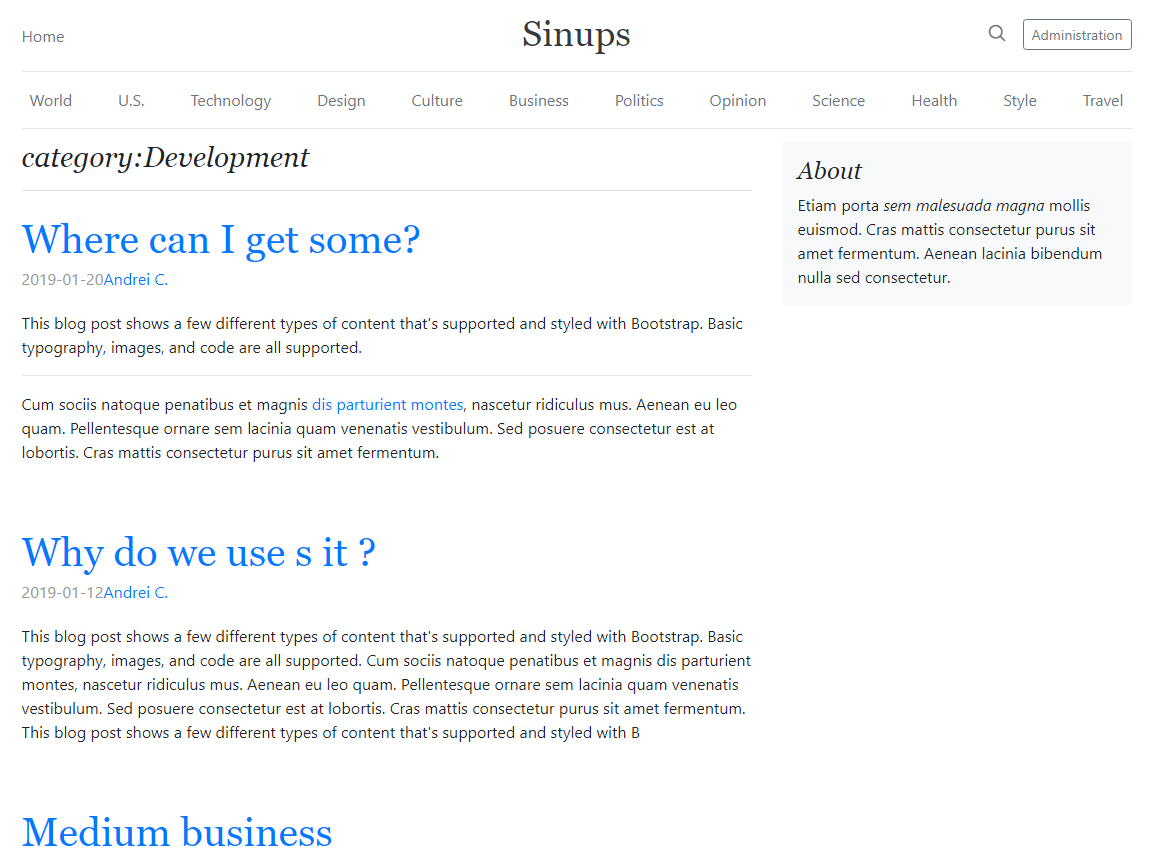 Home
Sinups
Administration
World U.S. Technology Design Culture Business Politics Opinion Science Health Style Travel
category:Development
Where can I get some?
2019-01-20Andrei C.
This blog post shows a few different types of content that's supported and styled with Bootstrap. Basic
typography, images, and code are all supported.
Cum sociis natoque penatibus et magnis dis parturient montes, nascetur ridiculus mus. Aenean eu leo
quam. Pellentesque ornare sem lacinia quam venenatis vestibulum. Sed posuere consectetur est at
lobortis. Cras mattis consectetur purus sit amet fermentum.
Why do we use s it ?
2019-01-12Andrei C.
This blog post shows a few different types of content that's supported and styled with Bootstrap. Basic
typography, images, and code are all supported. Cum sociis natoque penatibus et magnis dis parturient
montes, nascetur ridiculus mus. Aenean eu leo quam. Pellentesque ornare sem lacinia quam venenatis
vestibulum. Sed posuere consectetur est at lobortis. Cras mattis consectetur purus sit amet fermentum.
This blog post shows a few different types of content that's supported and styled with B
Medium business
About
Etiam porta sem malesuada magna mollis
euismod. Cras mattis consectetur purus sit
amet fermentum. Aenean lacinia bibendum
nulla sed consectetur.